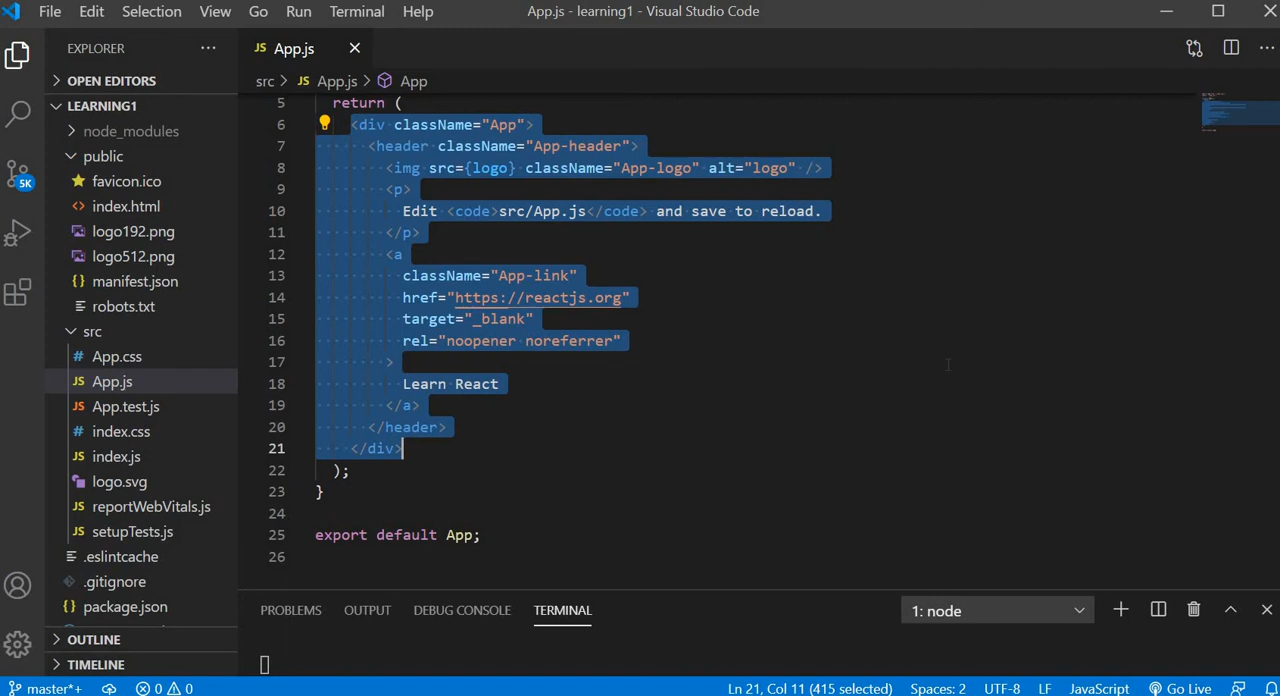 File Edit Selection View Go Run Terminal Help App.js - learning1 - Visual Studio Code
EXPLORER
OPEN EDITORS
LEARNING1
node_modules
public
favicon.ico
index.html
logo192.png
logo512.png
manifest.json
robots.txt
src
App.css
App.js
App.test.js
index.css
index.js
logo.svg
reportWebVitals.js
setupTests.js
.eslintcache
.gitignore
package.json
OUTLINE
TIMELINE
5K
JS App.js
src > JS App.js > App
5 return (
6 <div className="App">
7 <header className="App-header">
8 <img src={logo} className="App-logo" alt="logo" />
9 <p>
10 Edit <code>src/App.js</code> and save to reload.
11 </p>
12 <a
13 className="App-link"
14 href="https://reactjs.org"
15 target="_blank"
16 rel="noopener noreferrer"
17 >
18 Learn React
19 </a>
20 </header>
21 </div>
22 );
23 }
24
25 export default App;
26
PROBLEMS OUTPUT DEBUG CONSOLE TERMINAL 1: node
master*+ 0 0 Ln 21, Col 11 (415 selected) Spaces: 2 UTF-8 LF JavaScript Go Live